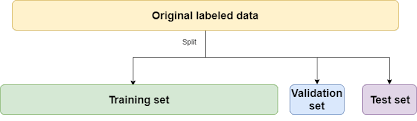 Original labeled data
Split
Training set
Validation
set
Test set